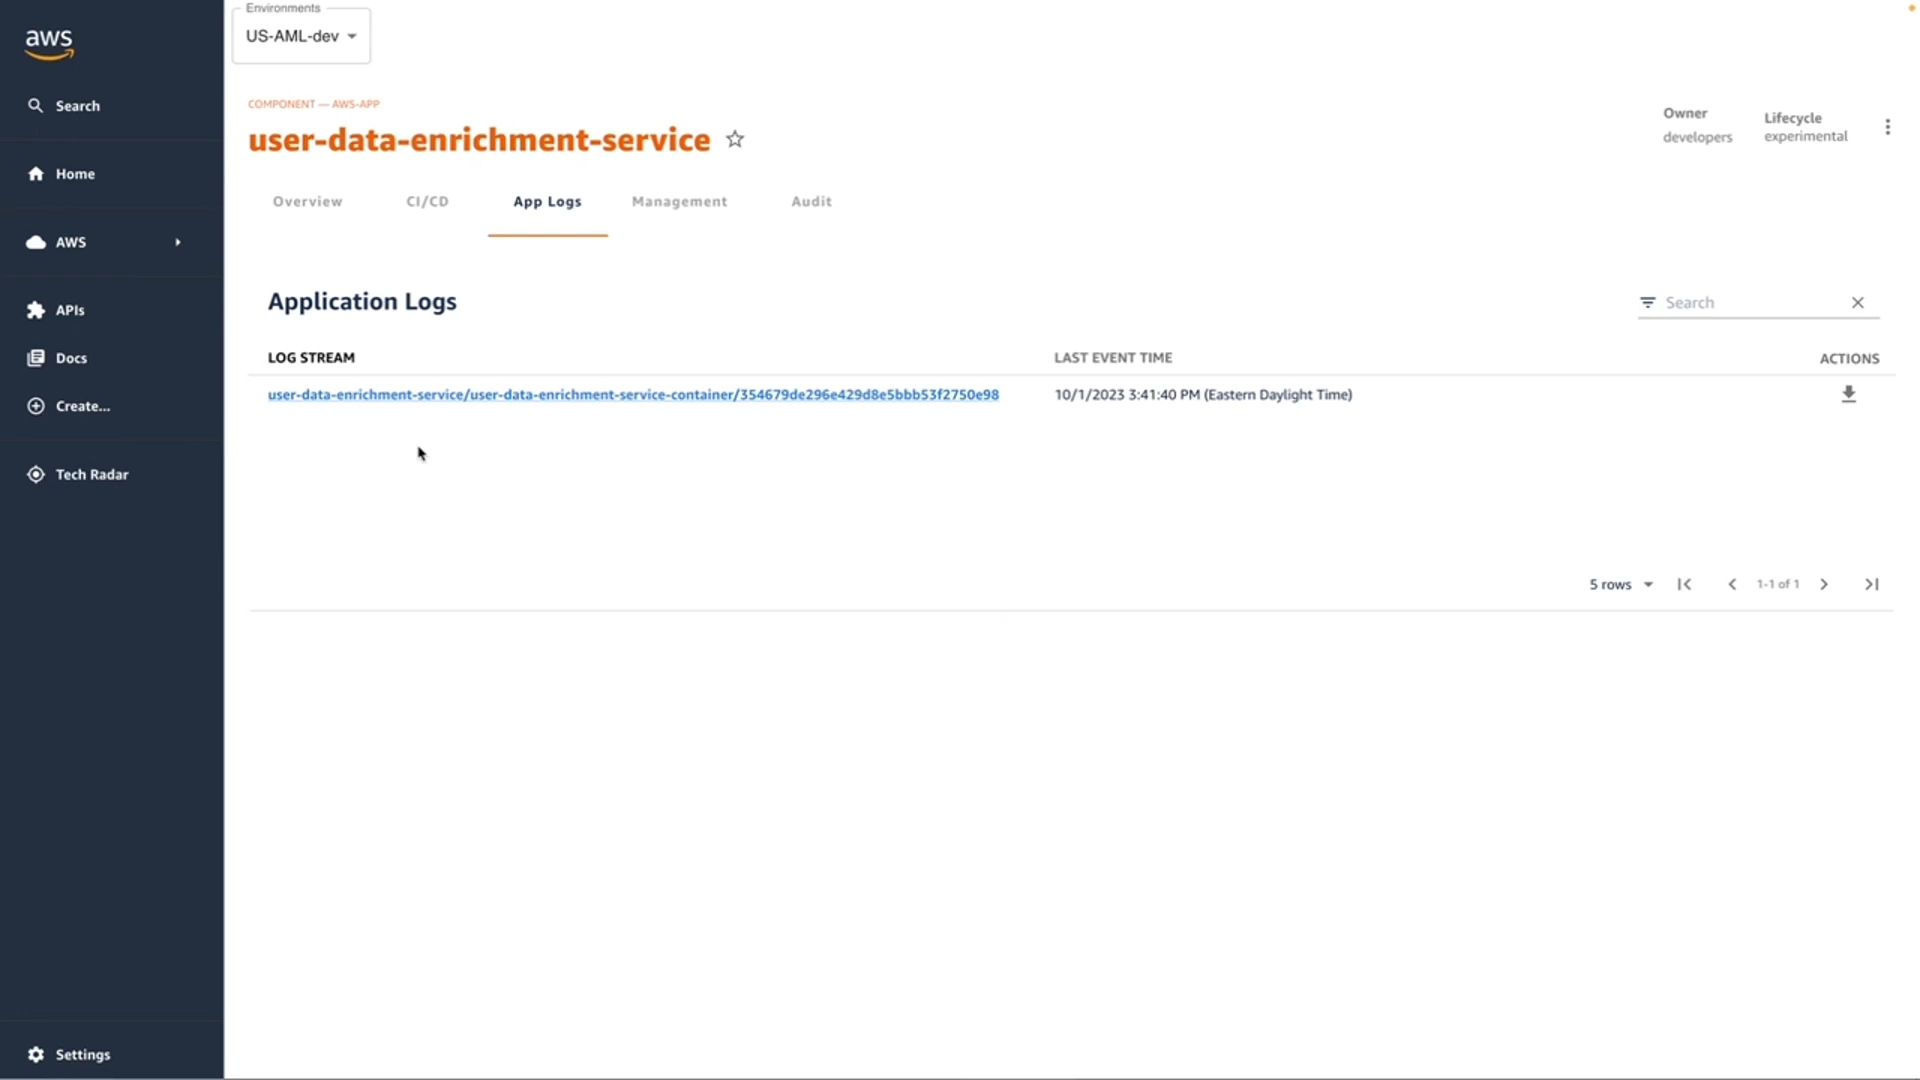 Environments
US-AML-dev
aws
Search
Home
AWS
APIs
Docs
Create...
Tech Radar
Settings
COMPONENT — AWS-APP
user-data-enrichment-service
Owner
developers
Lifecycle
experimental
Overview CI/CD App Logs Management Audit
Application Logs
Search
LOG STREAM LAST EVENT TIME ACTIONS
user-data-enrichment-service/user-data-enrichment-service-container/354679de296e429d8e5bbb53f2750e98 10/1/2023 3:41:40 PM (Eastern Daylight Time)
5 rows 1-1 of 1